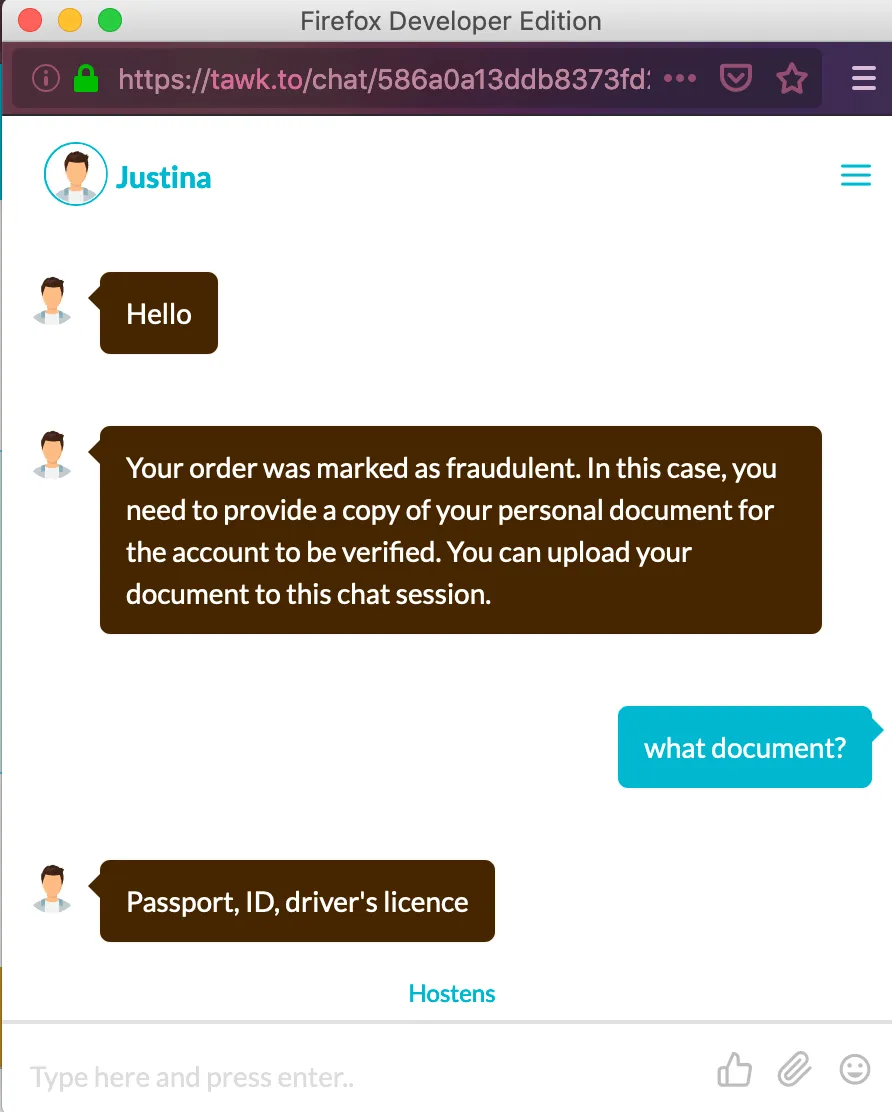 Firefox Developer Edition
https://tawk.to/chat/586a0a13ddb8373fd
Justina
Hello
Your order was marked as fraudulent. In this case, you
need to provide a copy of your personal document for
the account to be verified. You can upload your
document to this chat session.
what document?
Passport, ID, driver's licence
Hostens
Type here and press enter..